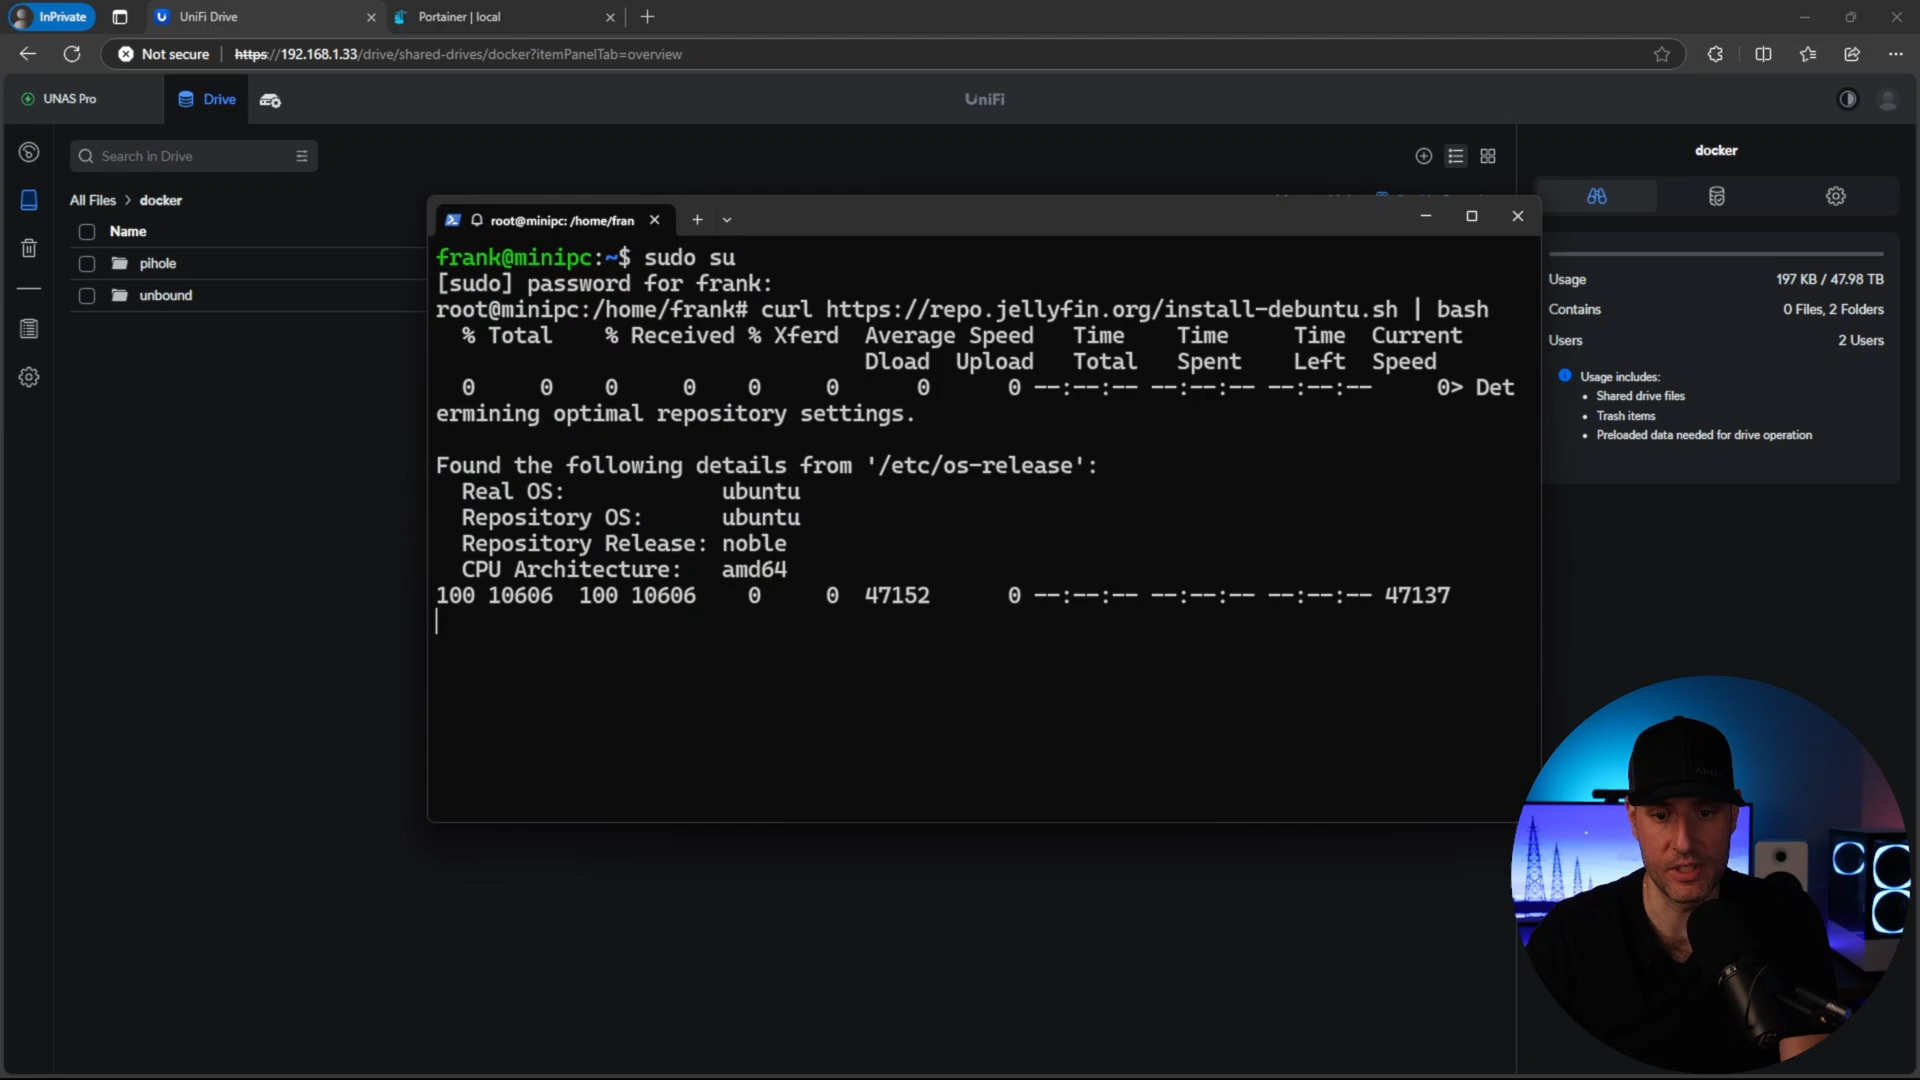 InPrivate
UniFi Drive
Portainer | local
Not secure
https://192.168.1.33/drive/shared-drives/docker?itemPanelTab=overview
UNAS Pro
Drive
UniFi
Search in Drive
docker
All Files > docker
Name
pihole
unbound
Usage
197 KB / 47.98 TB
Contains
0 Files, 2 Folders
Users
2 Users
Usage includes:
• Shared drive files
• Trash items
• Preloaded data needed for drive operation
root@minipc: /home/fran
frank@minipc:~$ sudo su
[sudo] password for frank:
root@minipc:/home/frank# curl https://repo.jellyfin.org/install-debuntu.sh | bash
% Total % Received % Xferd Average Speed Time Time Time Current
Dload Upload Total Spent Left Speed
0 0 0 0 0 0 0 0 --:--:-- --:--:-- --:--:-- 0> Det
ermining optimal repository settings.
Found the following details from '/etc/os-release':
Real OS: ubuntu
Repository OS: ubuntu
Repository Release: noble
CPU Architecture: amd64
100 10606 100 10606 0 0 47152 0 --:--:-- --:--:-- --:--:-- 47137